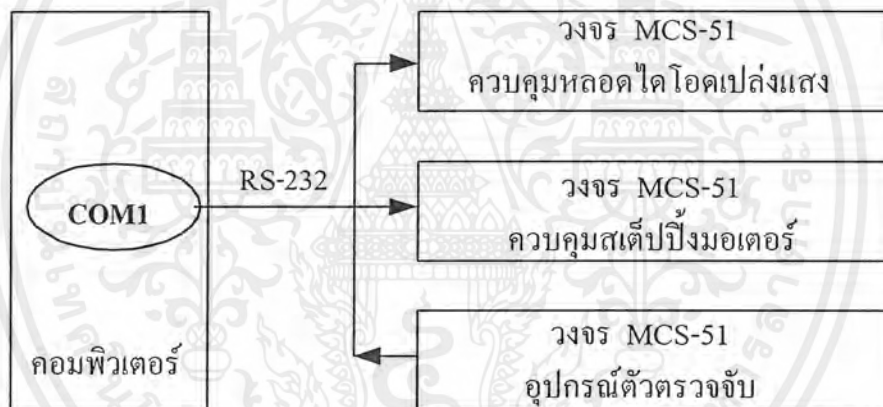 วงจร MCS-51
ควบคุมหลอดไดโอดเปล่งแสง
RS-232
COM1
วงจร MCS-51
ควบคุมสเต็ปปิ้งมอเตอร์
คอมพิวเตอร์
วงจร MCS-51
อุปกรณ์ตัวตรวจจับ